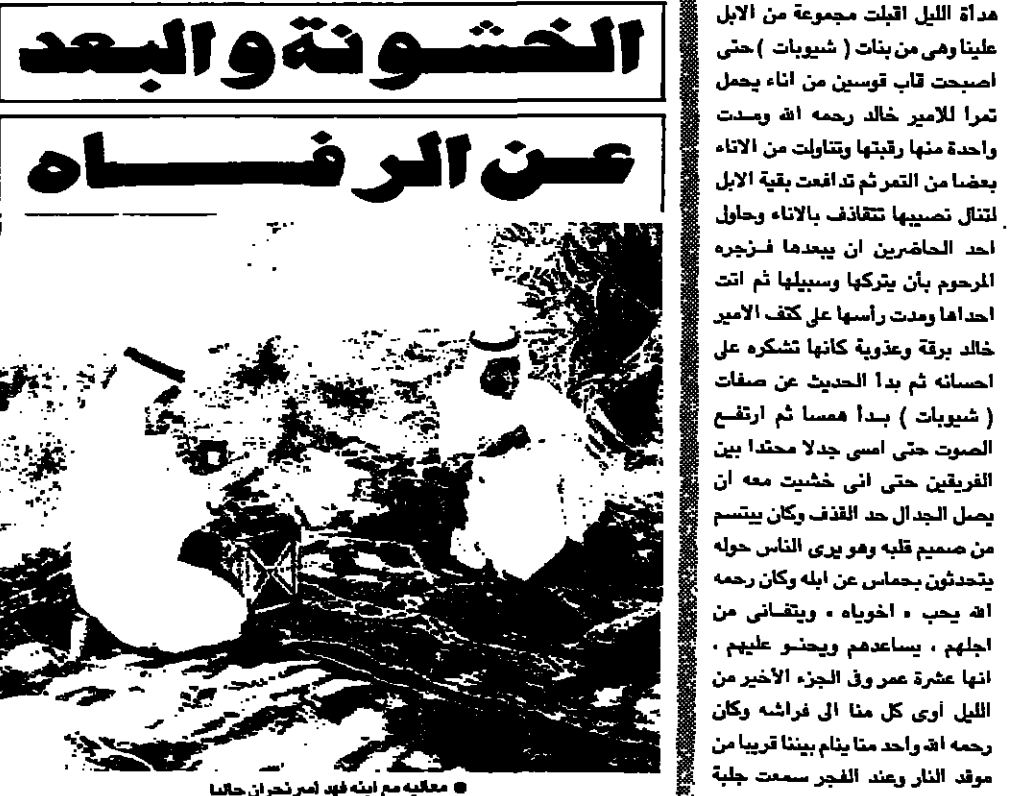 الخشونة والبعد
عن الرفاه
هدأة الليل اقبلت مجموعة من الابل
علينا وهى من بنات ( شيوبات ) حتى
اصبحت قاب قوسين من اناء يحمل
تمرا للامير خالد رحمه الله ومدت
واحدة منها رقبتها وتناولت من الاناء
بعضا من التمر ثم تدافعت بقية الابل
لتنال نصيبها تتقاذف بالاناء وحاول
احد الحاضرين ان يبعدها فزجره
المرحوم بأن يتركها وسبيلها ثم اتت
احداها ومدت رأسها على كتف الامير
خالد برقة وعذوبة كانها تشكره على
احسانه ثم بدأ الحديث عن صفات
( شيوبات ) بدأ همسا ثم ارتفع
الصوت حتى امسى جدلا محتدا بين
الفريقين حتى انى خشيت معه ان
يصل الجدال حد القذف وكان يبتسم
من صميم قلبه وهو يرى الناس حوله
يتحدثون بحماس عن ابله وكان رحمه
الله يحب « اخوياه » ويتفانى من
اجلهم ، يساعدهم ويحنو عليهم .
انها عشرة عمر وفى الجزء الأخير من
الليل أوى كل منا الى فراشه وكان
رحمه الله واحد منا ينام بيننا قريبا من
موقد النار وعند الفجر سمعت جلبة
● معاليه مع ابنه فهد أمير نجران حاليا